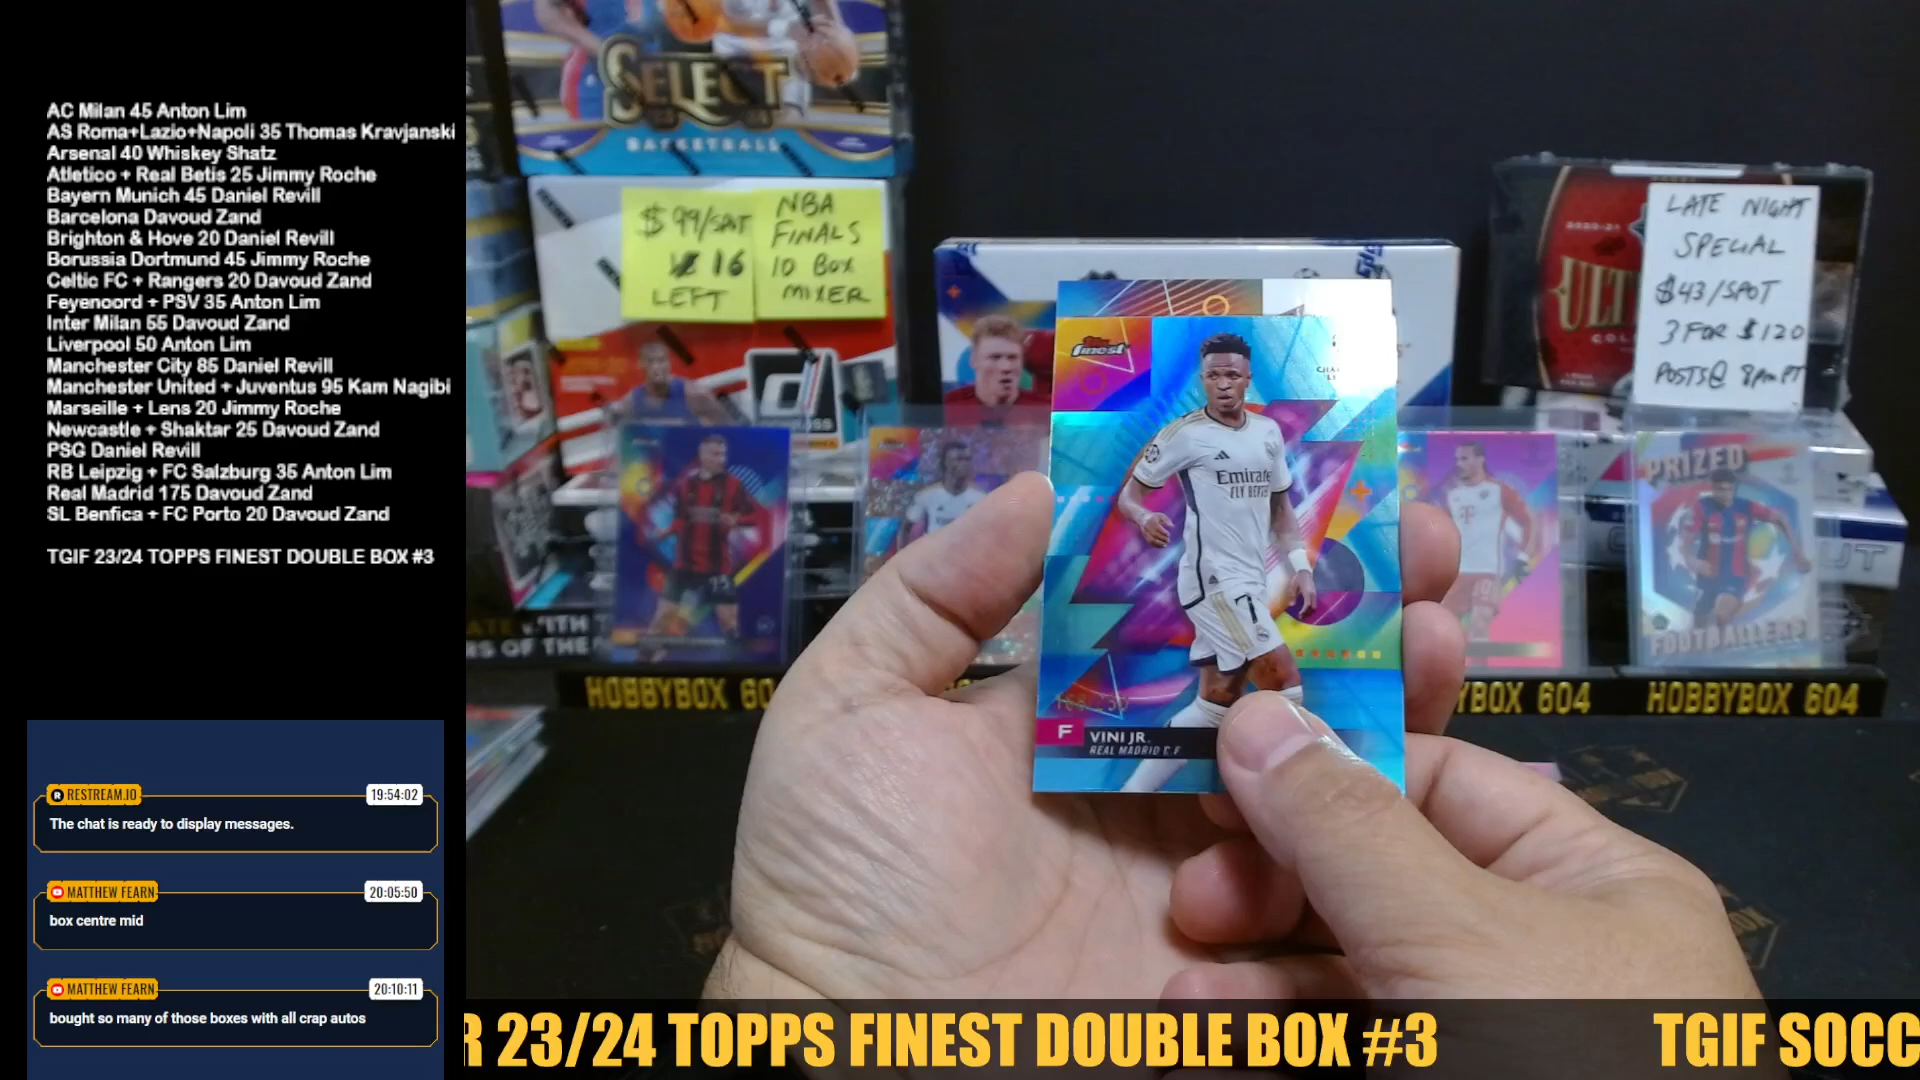 AC Milan 45 Anton Lim
AS Roma+Lazio+Napoli 35 Thomas Kravjanski
Arsenal 40 Whiskey Shatz
Atletico + Real Betis 25 Jimmy Roche
Bayern Munich 45 Daniel Revill
Barcelona Davoud Zand
Brighton & Hove 20 Daniel Revill
Borussia Dortmund 45 Jimmy Roche
Celtic FC + Rangers 20 Davoud Zand
Feyenoord + PSV 35 Anton Lim
Inter Milan 55 Davoud Zand
Liverpool 50 Anton Lim
Manchester City 85 Daniel Revill
Manchester United + Juventus 95 Kam Nagibi
Marseille + Lens 20 Jimmy Roche
Newcastle + Shaktar 25 Davoud Zand
PSG Daniel Revill
RB Leipzig + FC Salzburg 35 Anton Lim
Real Madrid 175 Davoud Zand
SL Benfica + FC Porto 20 Davoud Zand
TGIF 23/24 TOPPS FINEST DOUBLE BOX #3
RESTREAM.IO 19:54:02
The chat is ready to display messages.
MATTHEW FEARN 20:05:50
box centre mid
MATTHEW FEARN 20:10:11
bought so many of those boxes with all crap autos
SELECT
BASKETBALL
$99/SPOT
16
LEFT
NBA
FINALS
10 BOX
MIXER
LATE NIGHT
SPECIAL
$43/SPOT
3 FOR $120
POSTS@ 8PM PT
ULT
finest
Emirates
FLY BETTER
7
F VINI JR.
REAL MADRID C.F
PRIZED
FOOTBALLERS
HOBBYBOX 60
YBOX 604
HOBBYBOX 604
R 23/24 TOPPS FINEST DOUBLE BOX #3
TGIF SOCC